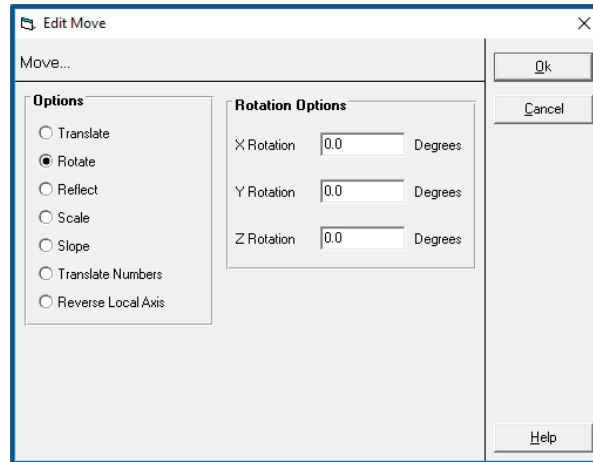 Edit Move
Move...
Ok
Cancel
Options
Translate
Rotate
Reflect
Scale
Slope
Translate Numbers
Reverse Local Axis
Rotation Options
X Rotation 0.0 Degrees
Y Rotation 0.0 Degrees
Z Rotation 0.0 Degrees
Help